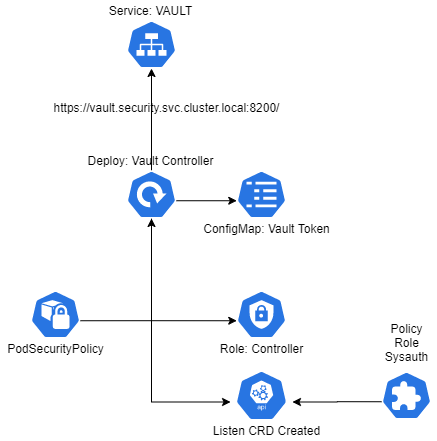 Service: VAULT
https://vault.security.svc.cluster.local:8200/
Deploy: Vault Controller
ConfigMap: Vault Token
PodSecurityPolicy
Role: Controller
Policy
Role
Sysauth
api
Listen CRD Created